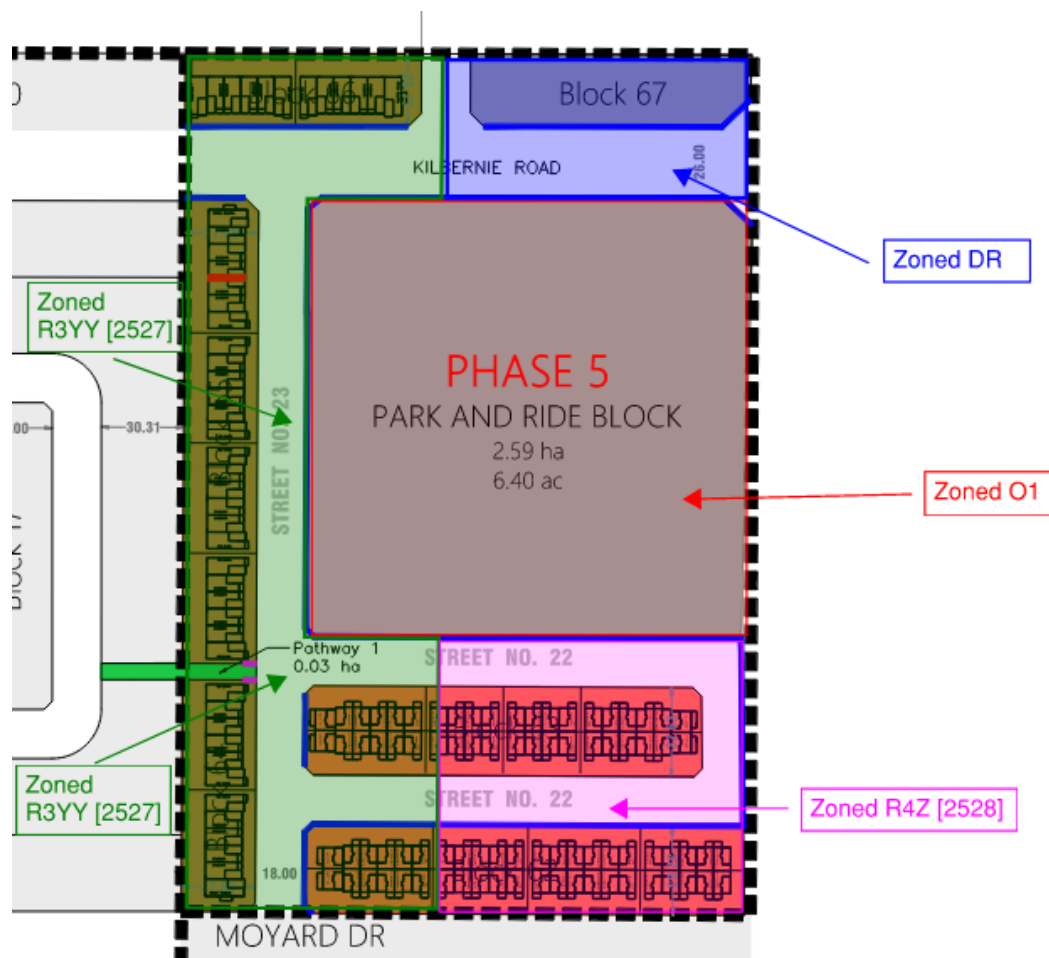 Block 66
Block 67
KILBERNIE ROAD
26.00
Zoned DR
Zoned
R3YY [2527]
PHASE 5
PARK AND RIDE BLOCK
2.59 ha
6.40 ac
Zoned O1
STREET NO. 23
.00
30.31
Pathway 1
0.03 ha
STREET NO. 22
STREET NO. 22
Zoned
R3YY [2527]
Zoned R4Z [2528]
18.00
MOYARD DR